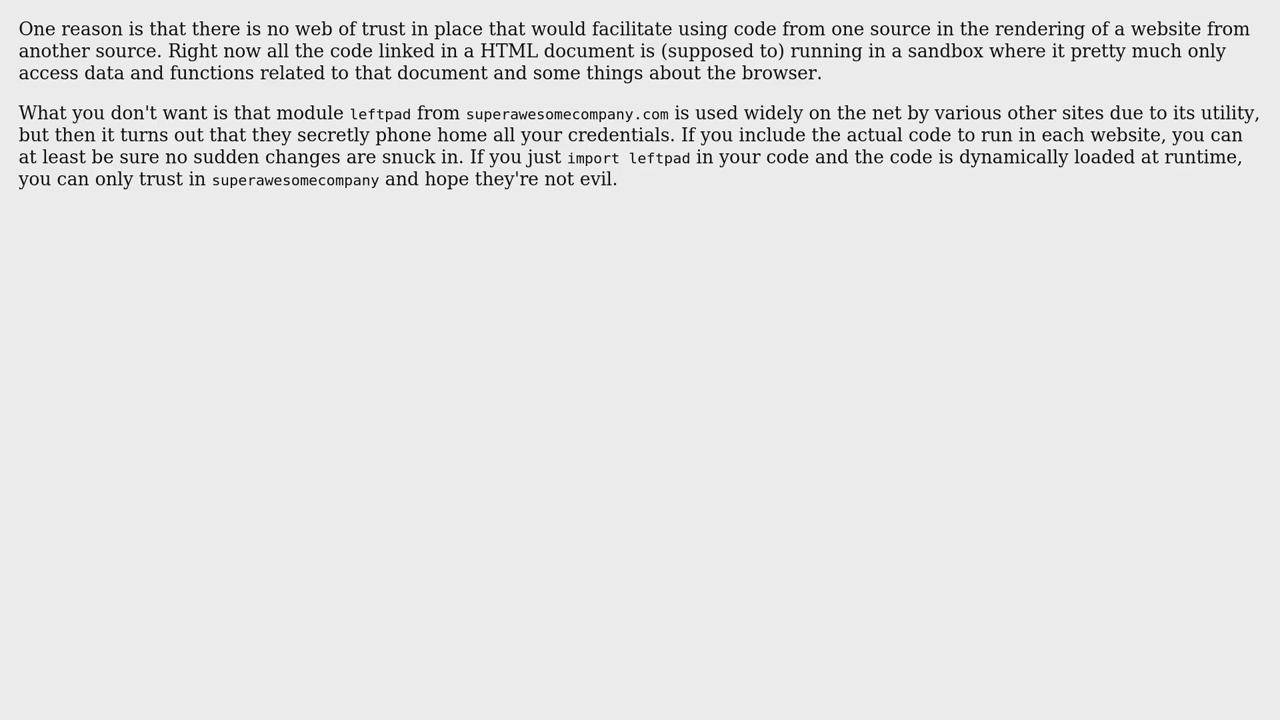 One reason is that there is no web of trust in place that would facilitate using code from one source in the rendering of a website from
another source. Right now all the code linked in a HTML document is (supposed to) running in a sandbox where it pretty much only
access data and functions related to that document and some things about the browser.
What you don't want is that module leftpad from superawesomecompany.com is used widely on the net by various other sites due to its utility,
but then it turns out that they secretly phone home all your credentials. If you include the actual code to run in each website, you can
at least be sure no sudden changes are snuck in. If you just import leftpad in your code and the code is dynamically loaded at runtime,
you can only trust in superawesomecompany and hope they're not evil.